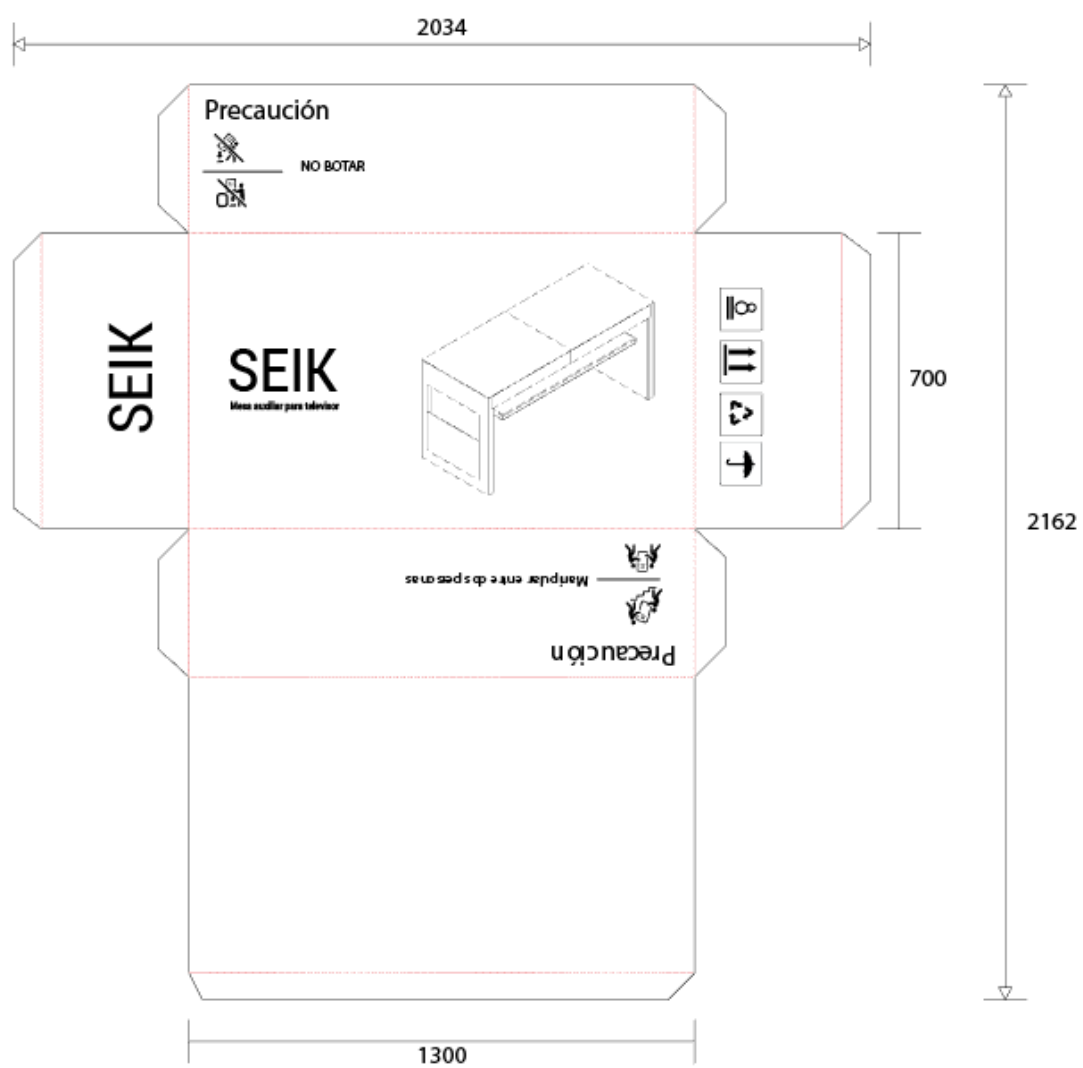 2034
Precaución
NO BOTAR
SEIK
SEIK
Mesa auxiliar para televisor
700
2162
Manipular entre dos personas
Precaución
1300